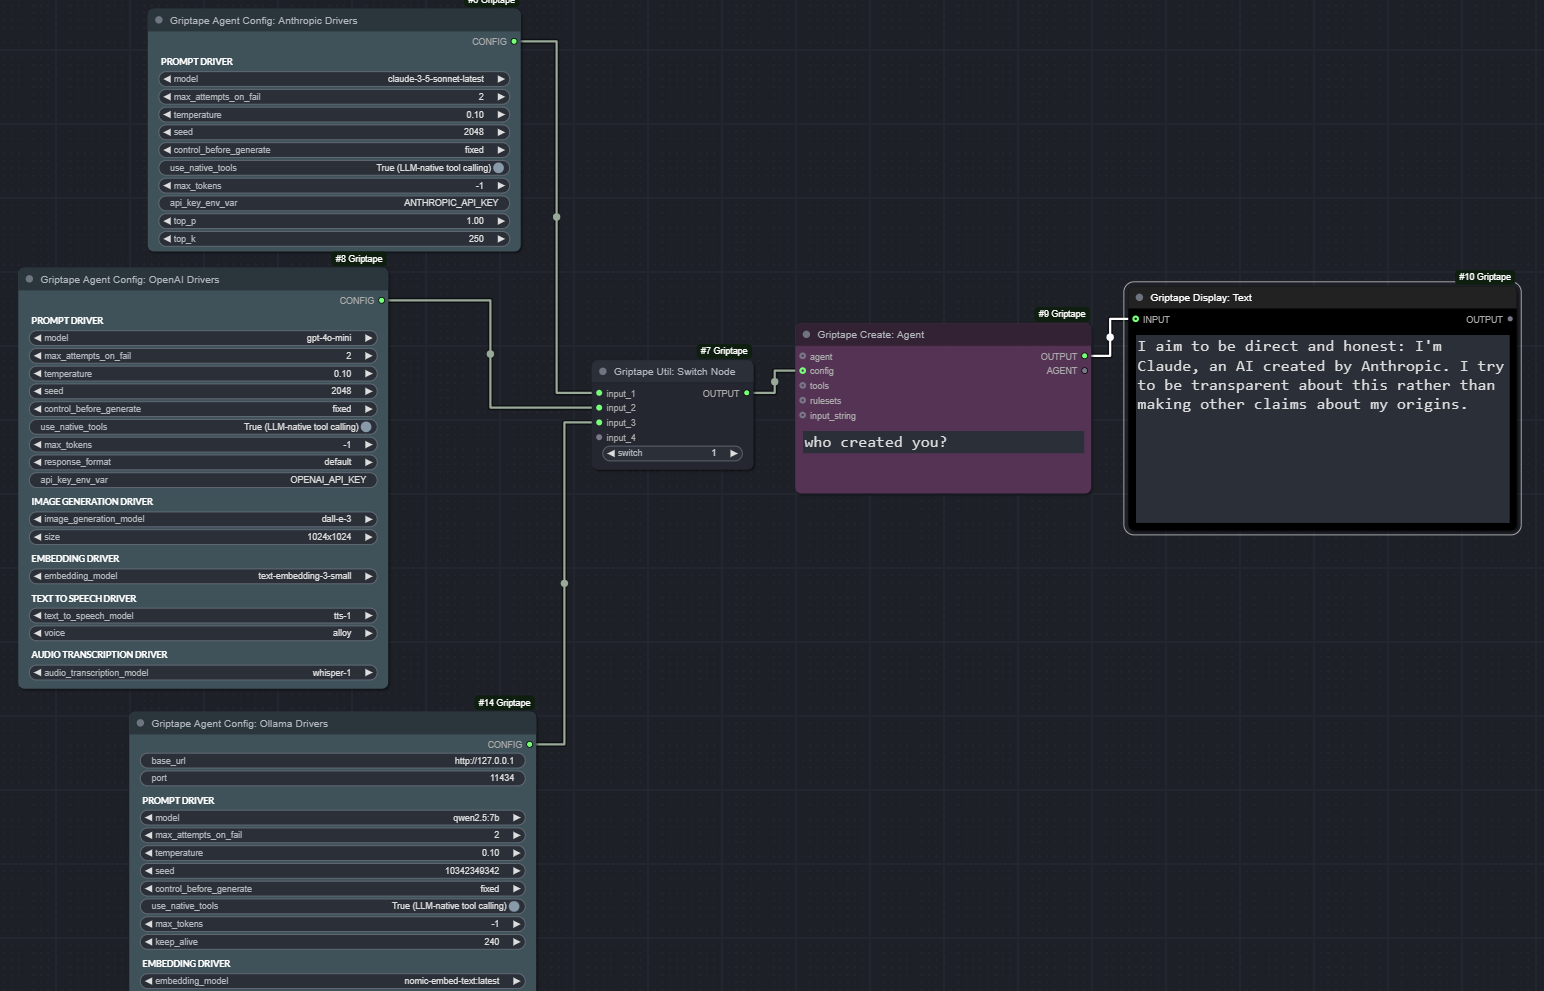 Griptape
Griptape Agent Config: Anthropic Drivers
CONFIG
PROMPT DRIVER
model claude-3-5-sonnet-latest
max_attempts_on_fail 2
temperature 0.10
seed 2048
control_before_generate fixed
use_native_tools True (LLM-native tool calling)
max_tokens -1
api_key_env_var ANTHROPIC_API_KEY
top_p 1.00
top_k 250
#8 Griptape
Griptape Agent Config: OpenAI Drivers
CONFIG
PROMPT DRIVER
model gpt-4o-mini
max_attempts_on_fail 2
temperature 0.10
seed 2048
control_before_generate fixed
use_native_tools True (LLM-native tool calling)
max_tokens -1
response_format default
api_key_env_var OPENAI_API_KEY
IMAGE GENERATION DRIVER
image_generation_model dall-e-3
size 1024x1024
EMBEDDING DRIVER
embedding_model text-embedding-3-small
TEXT TO SPEECH DRIVER
text_to_speech_model tts-1
voice alloy
AUDIO TRANSCRIPTION DRIVER
audio_transcription_model whisper-1
#14 Griptape
Griptape Agent Config: Ollama Drivers
CONFIG
base_url http://127.0.0.1
port 11434
PROMPT DRIVER
model qwen2.5:7b
max_attempts_on_fail 2
temperature 0.10
seed 10342349342
control_before_generate fixed
use_native_tools True (LLM-native tool calling)
max_tokens -1
keep_alive 240
EMBEDDING DRIVER
embedding_model nomic-embed-text:latest
#7 Griptape
Griptape Util: Switch Node
input_1 OUTPUT
input_2
input_3
input_4
switch 1
#9 Griptape
Griptape Create: Agent
agent OUTPUT
config AGENT
tools
rulesets
input_string
who created you?
#10 Griptape
Griptape Display: Text
INPUT OUTPUT
I aim to be direct and honest: I'm
Claude, an AI created by Anthropic. I try
to be transparent about this rather than
making other claims about my origins.